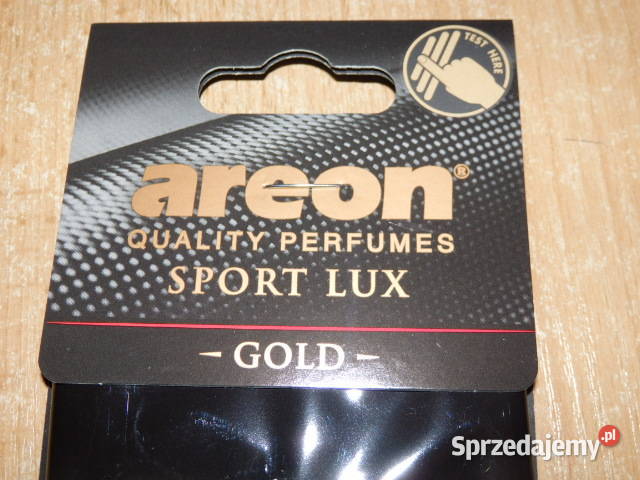 TEST HERE
areon®
QUALITY PERFUMES
SPORT LUX
- GOLD -
Sprzedajemy.pl